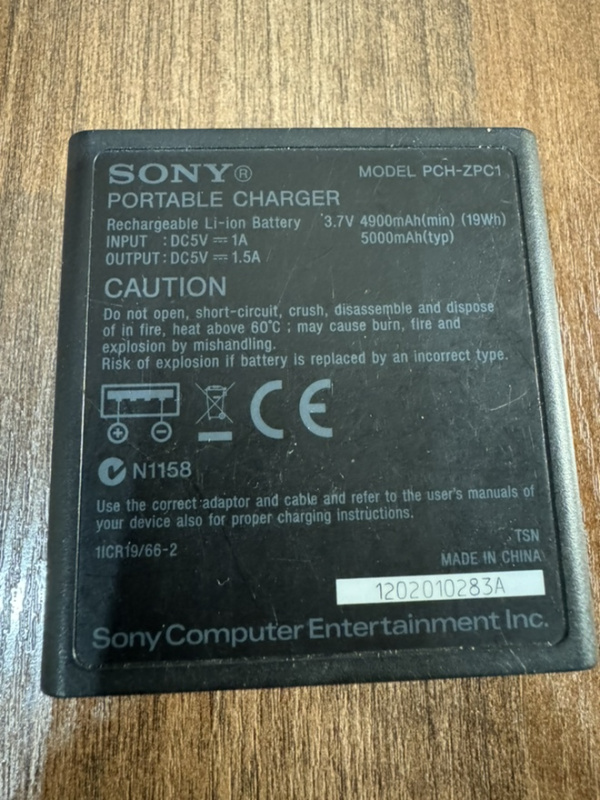 SONY®
MODEL PCH-ZPC1
PORTABLE CHARGER
Rechargeable Li-ion Battery 3.7V 4900mAh(min) (19Wh)
INPUT : DC5V ⎓ 1A 5000mAh(typ)
OUTPUT : DC5V ⎓ 1.5A
CAUTION
Do not open, short-circuit, crush, disassemble and dispose
of in fire, heat above 60°C ; may cause burn, fire and
explosion by mishandling.
Risk of explosion if battery is replaced by an incorrect type.
CE
N1158
Use the correct adaptor and cable and refer to the user's manuals of
your device also for proper charging instructions.
1ICR19/66-2
TSN
MADE IN CHINA
1202010283A
Sony Computer Entertainment Inc.